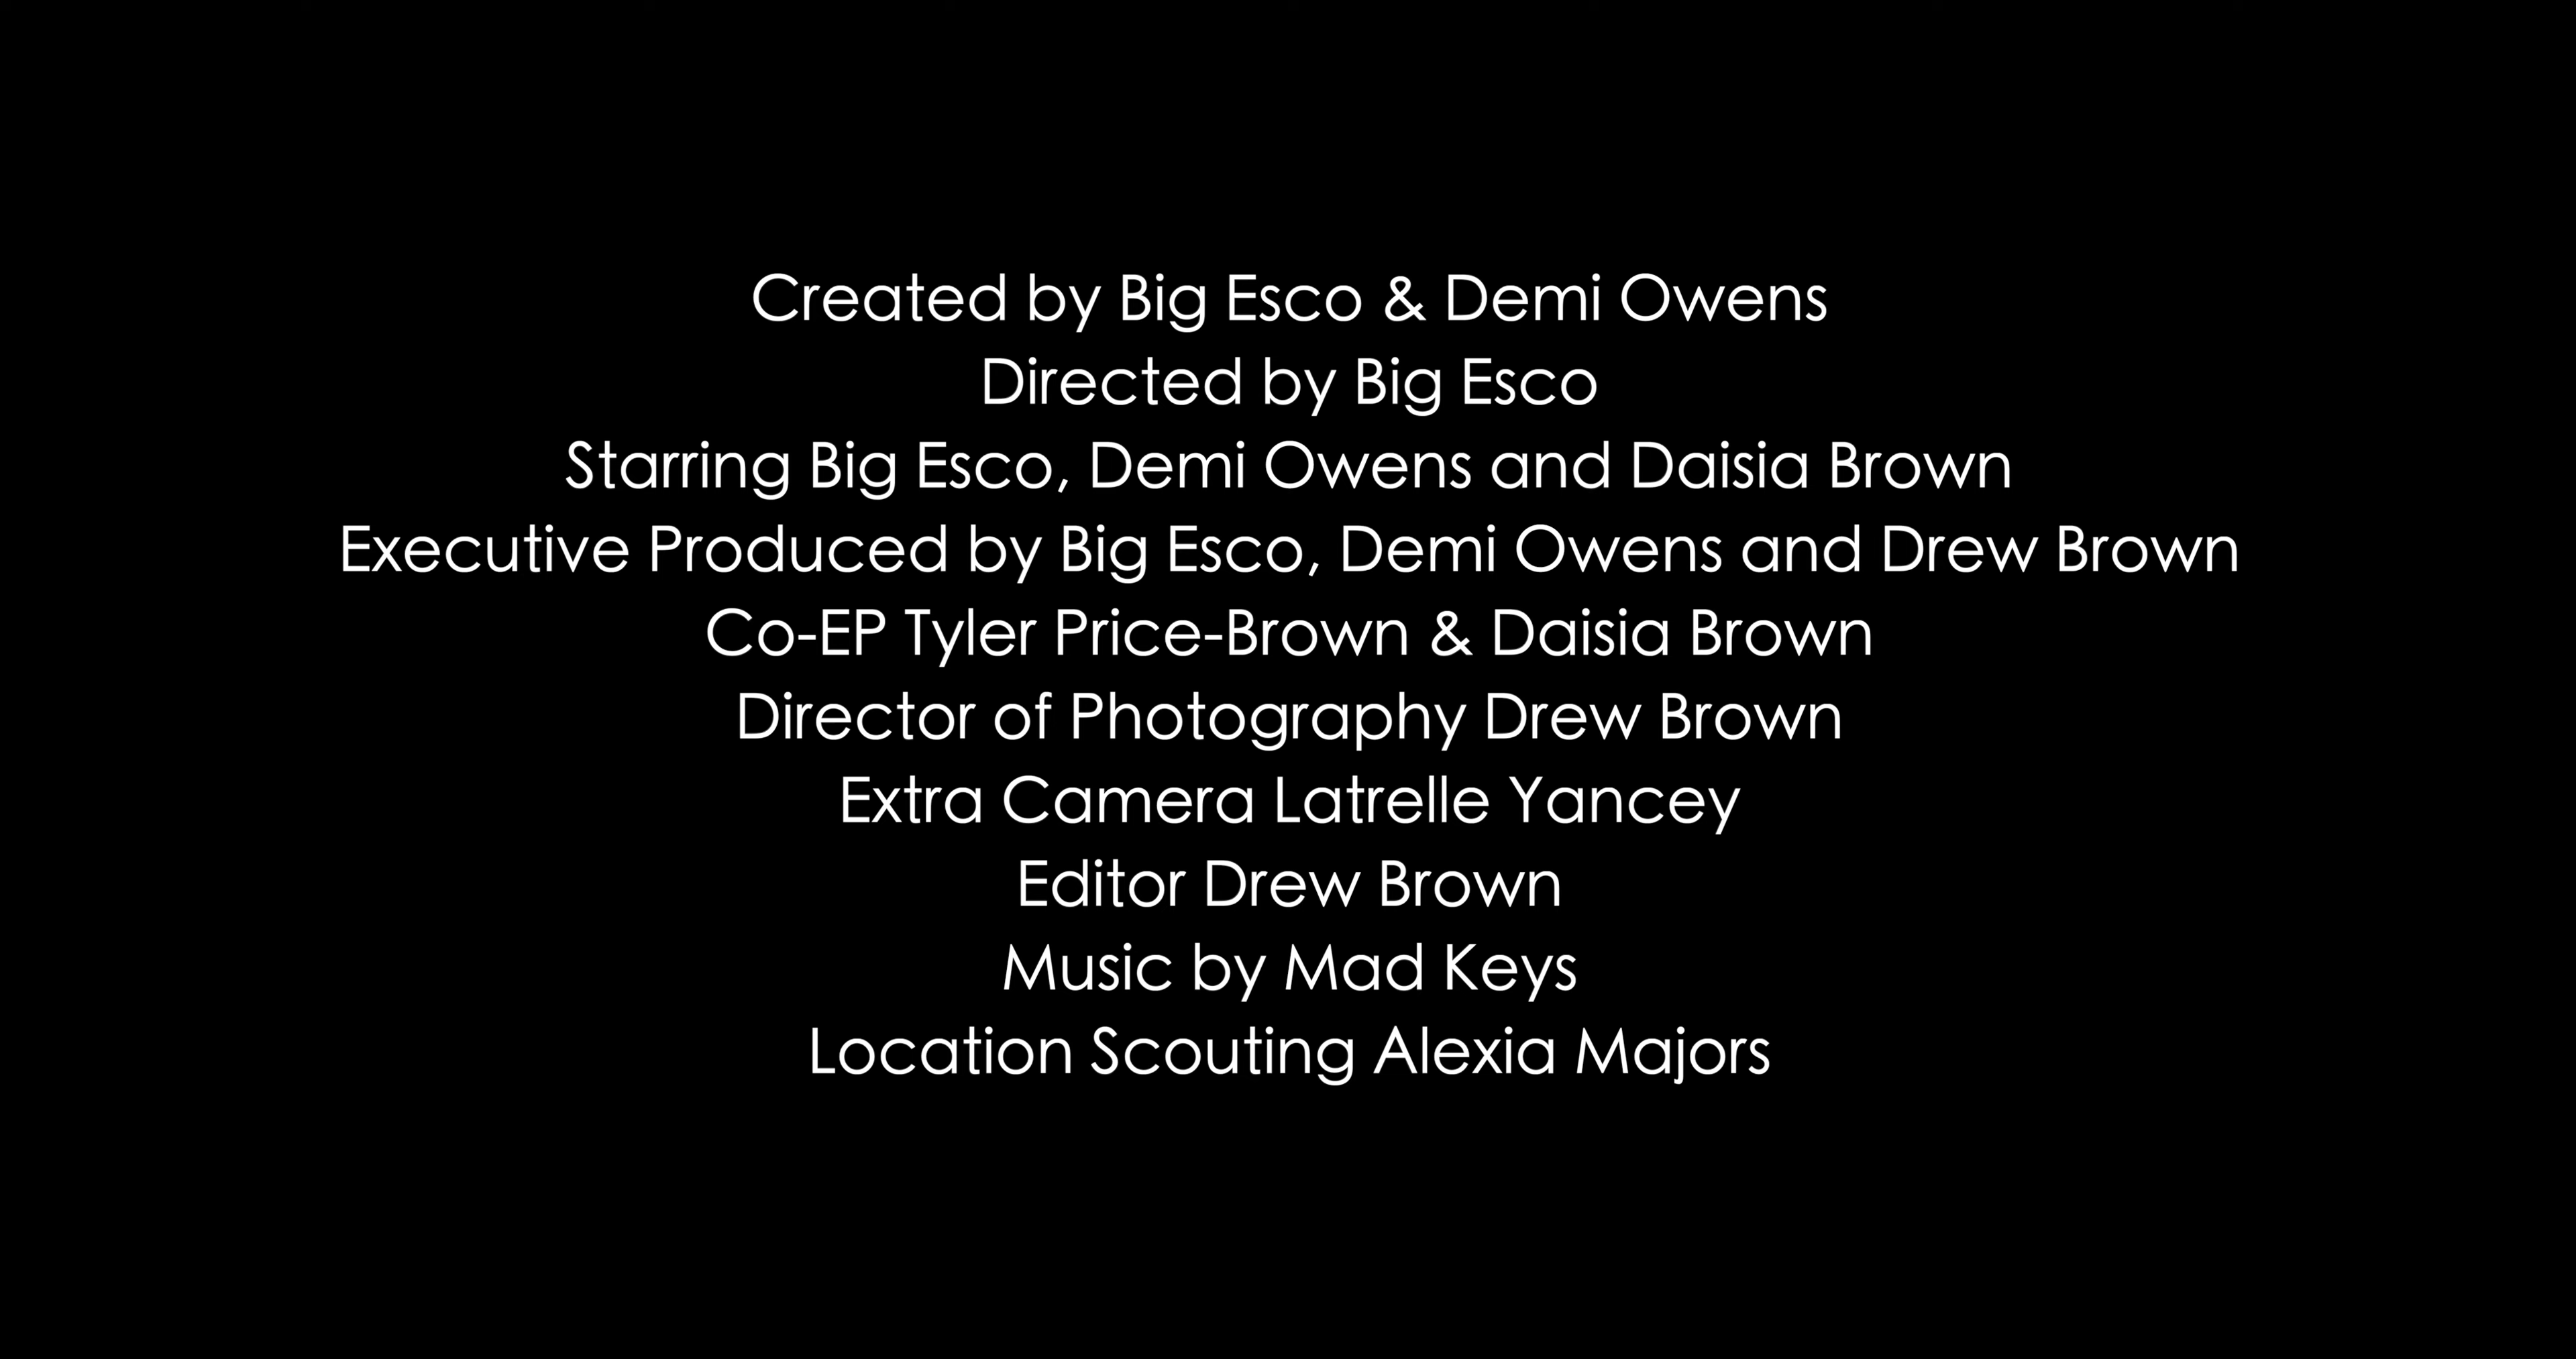 Created by Big Esco & Demi Owens
Directed by Big Esco
Starring Big Esco, Demi Owens and Daisia Brown
Executive Produced by Big Esco, Demi Owens and Drew Brown
Co-EP Tyler Price-Brown & Daisia Brown
Director of Photography Drew Brown
Extra Camera Latrelle Yancey
Editor Drew Brown
Music by Mad Keys
Location Scouting Alexia Majors